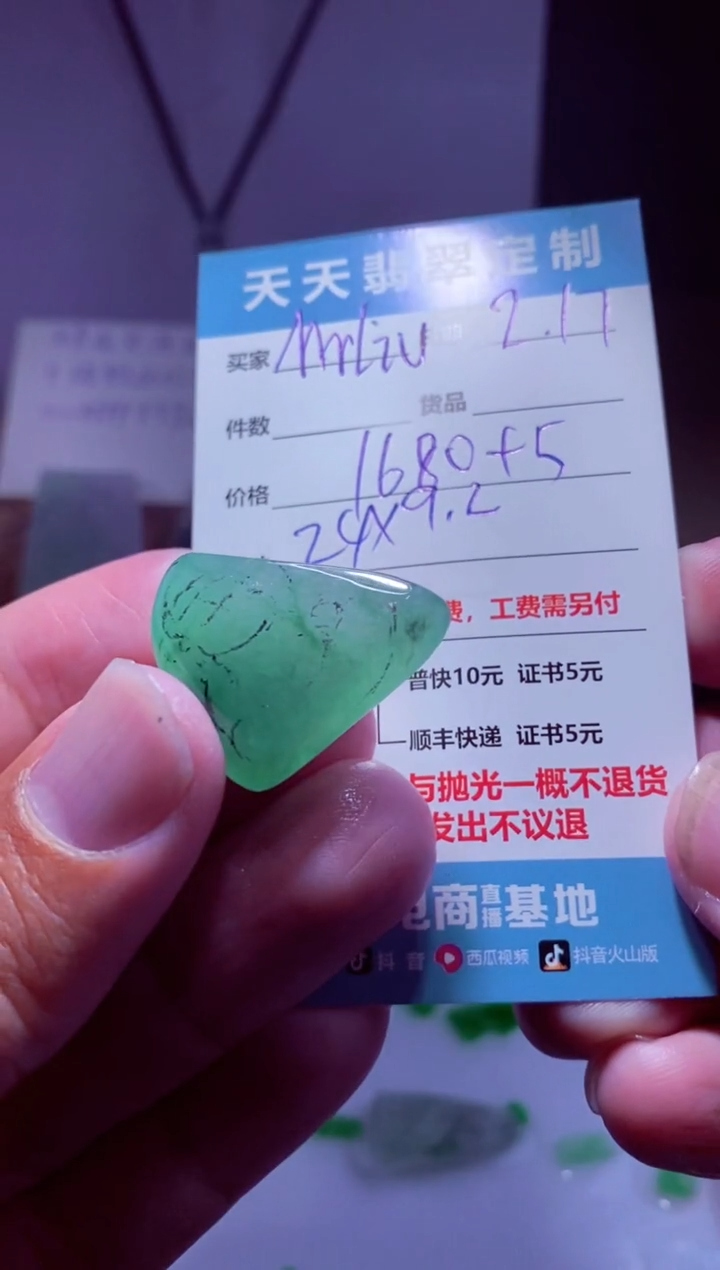 天天翡翠定制
买家 MrLiu 2.17
件数 货品
价格 1680+5
24x9.2
费，工费需另付
普快10元 证书5元
顺丰快递 证书5元
与抛光一概不退货
发出不议退
电商直播基地
抖音 西瓜视频 抖音火山版